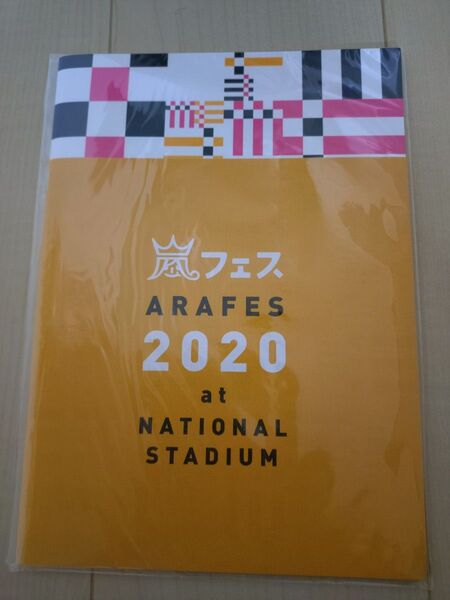 嵐フェス
ARAFES
2020
at
NATIONAL
STADIUM